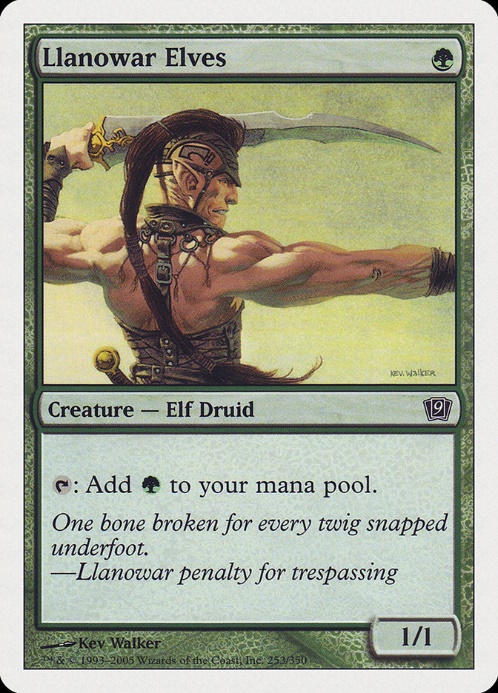 Llanowar Elves
KEV. WALKER
Creature — Elf Druid
9
: Add to your mana pool.
One bone broken for every twig snapped
underfoot.
—Llanowar penalty for trespassing
1/1
Kev Walker
™ & © 1993–2005 Wizards of the Coast, Inc. 253/350